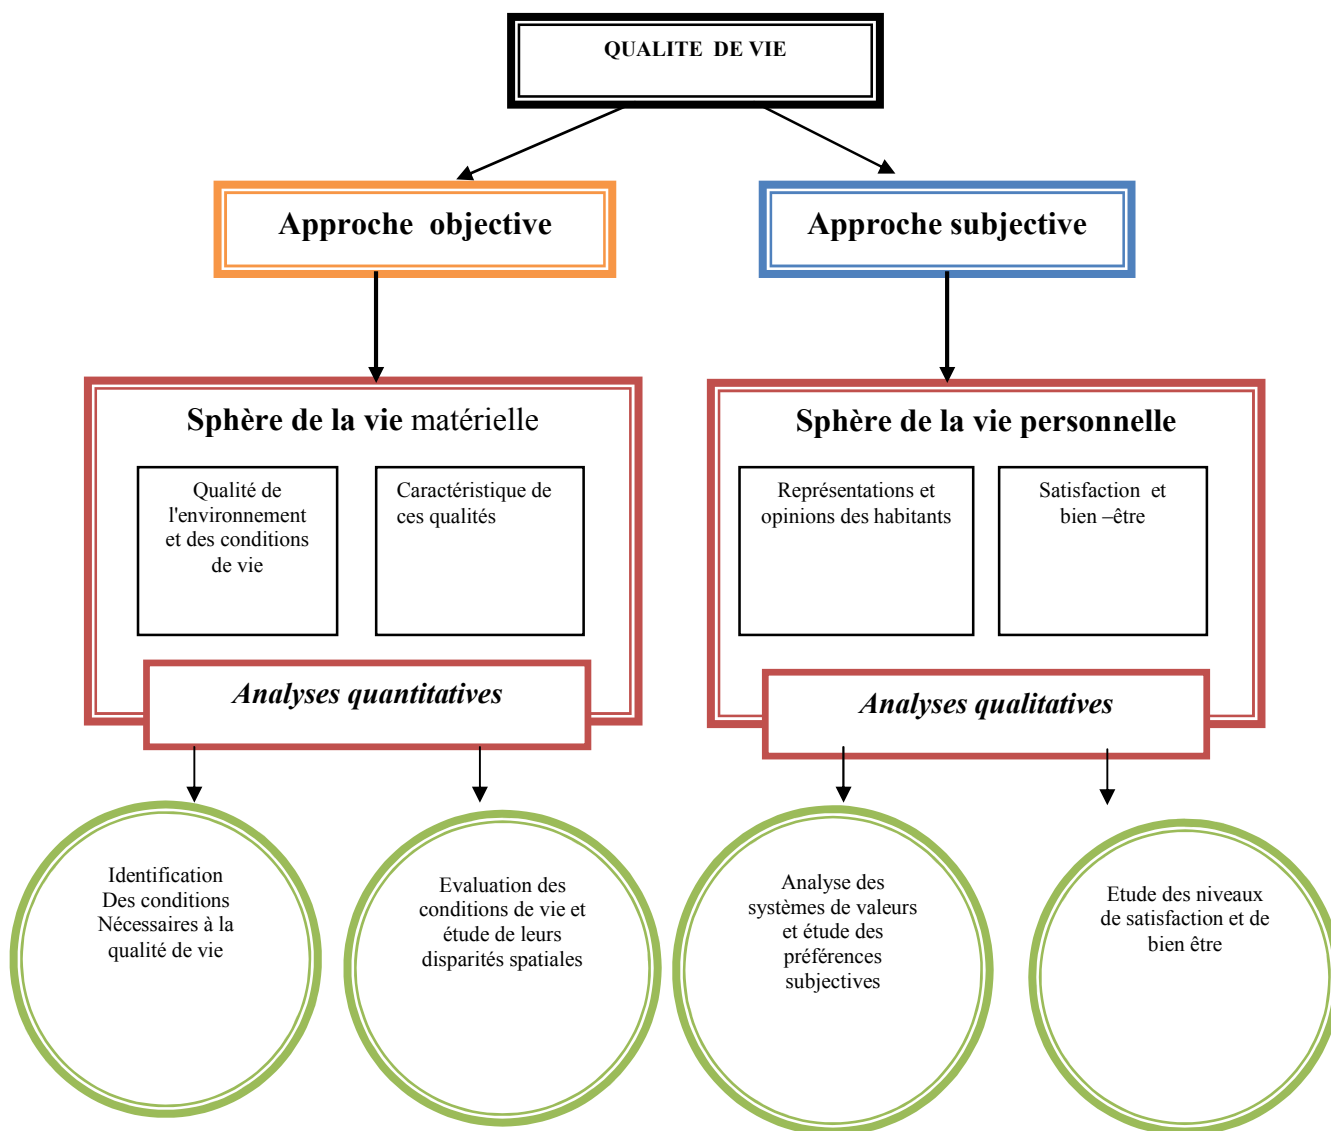 QUALITE DE VIE
Approche objective
Approche subjective
Sphère de la vie matérielle
Qualité de
l'environnement
et des conditions
de vie
Caractéristique de
ces qualités
Analyses quantitatives
Sphère de la vie personnelle
Représentations et
opinions des habitants
Satisfaction et
bien –être
Analyses qualitatives
Identification
Des conditions
Nécessaires à la
qualité de vie
Evaluation des
conditions de vie et
étude de leurs
disparités spatiales
Analyse des
systèmes de valeurs
et étude des
préférences
subjectives
Etude des niveaux
de satisfaction et de
bien être